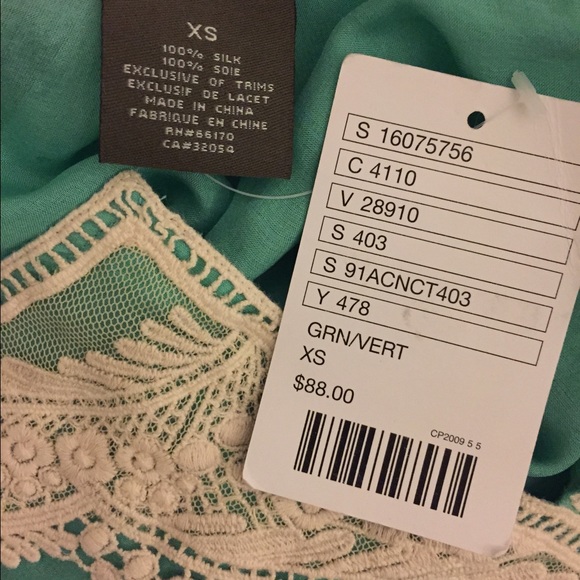 XS
100% SILK
100% SOIE
EXCLUSIVE OF TRIMS
EXCLUSIF DE LACET
MADE IN CHINA
FABRIQUE EN CHINE
RN#66170
CA#32054
S 16075756
C 4110
V 28910
S 403
S 91ACNCT403
Y 478
GRN/VERT
XS
$88.00
CP2009 5 5